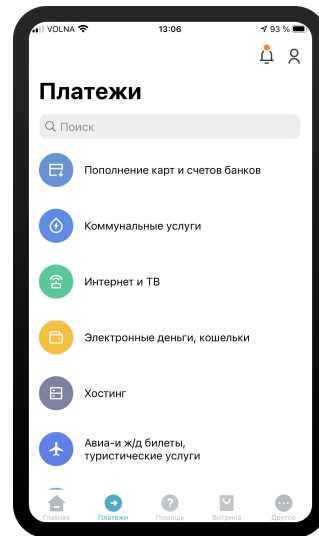 VOLNA 13:06 93 %
Платежи
Поиск
Пополнение карт и счетов банков
Коммунальные услуги
Интернет и ТВ
Электронные деньги, кошельки
Хостинг
Авиа-и ж/д билеты,
туристические услуги
Главная Платежи Помощь Витрина Другое